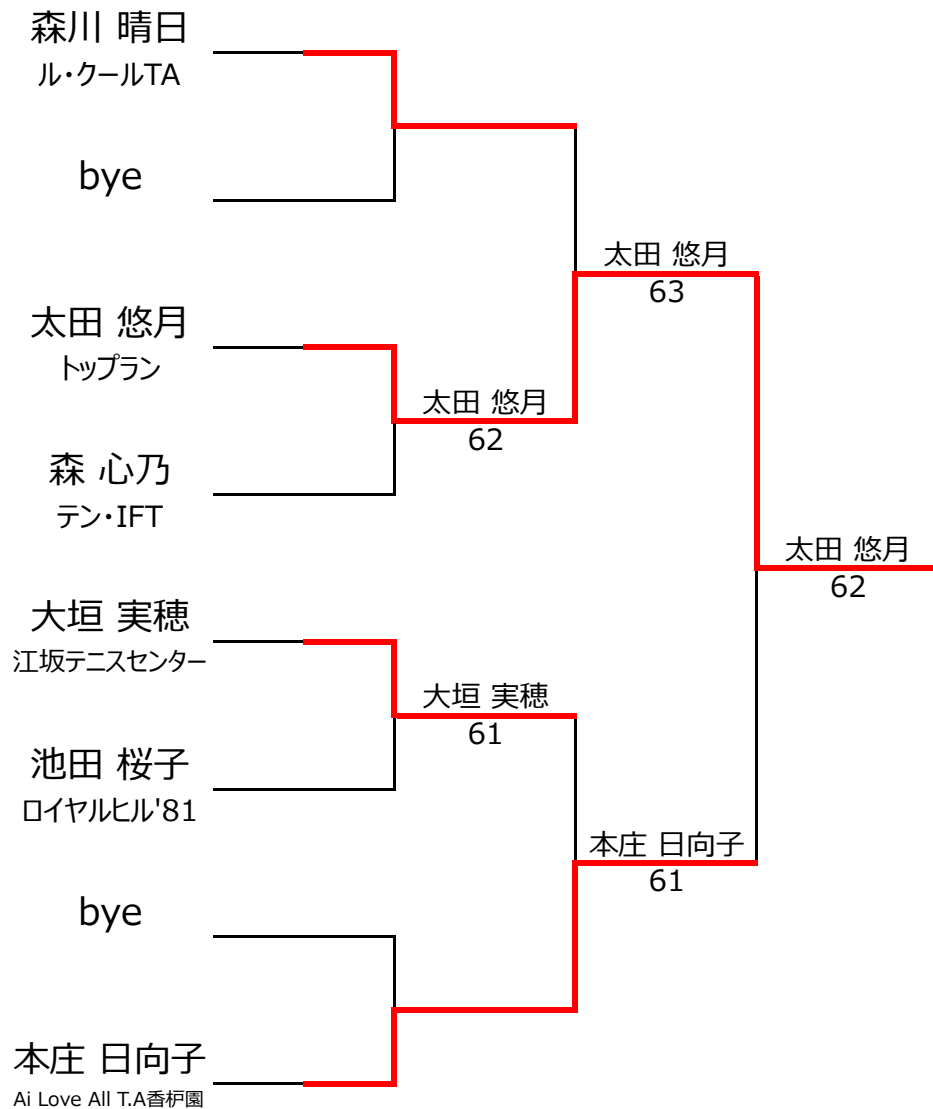 森川 晴日
ル・クールTA
bye
太田 悠月
63
太田 悠月
トップラン
太田 悠月
62
森 心乃
テン・IFT
太田 悠月
62
大垣 実穂
江坂テニスセンター
大垣 実穂
61
池田 桜子
ロイヤルヒル'81
本庄 日向子
61
bye
本庄 日向子
Ai Love All T.A香枦園